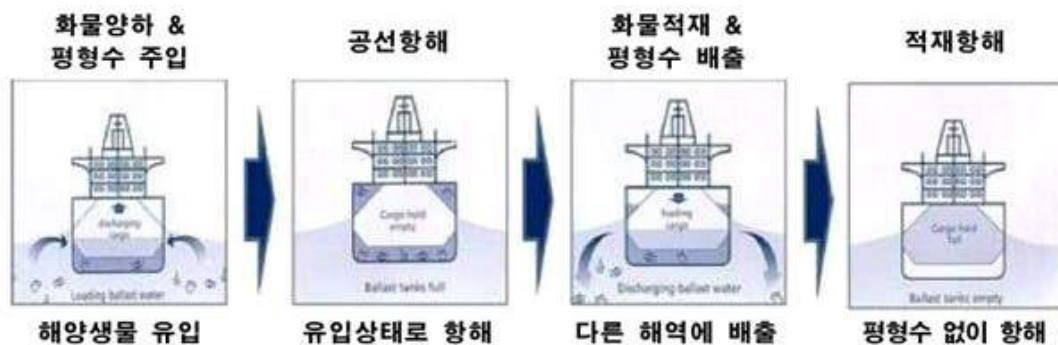 화물양하 &
평형수 주입
공선항해
화물적재 &
평형수 배출
적재항해
discharging
cargo
Loading ballast water
Cargo hold
empty
Ballast tanks full
loading
cargo
Discharging ballast water
Cargo hold
full
Ballast tanks empty
해양생물 유입
유입상태로 항해
다른 해역에 배출
평형수 없이 항해